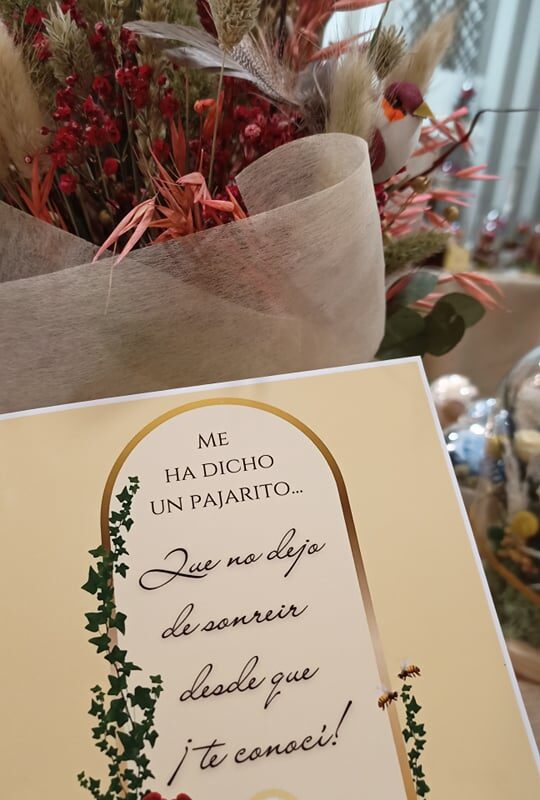 ME
HA DICHO
UN PAJARITO...
Que no dejo
de sonreir
desde que
¡te conocí!